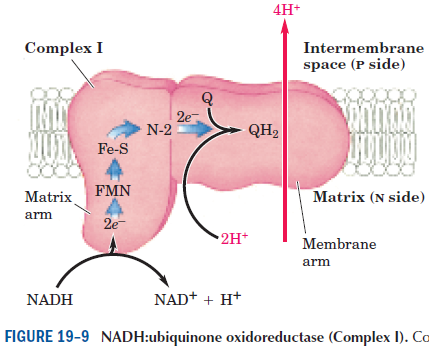 4H+
Complex I
Intermembrane
space (P side)
Q
2e-
N-2
QH2
Fe-S
FMN
Matrix
arm
2e-
Matrix (N side)
2H+
Membrane
arm
NADH
NAD+ + H+
FIGURE 19–9 NADH:ubiquinone oxidoreductase (Complex I).